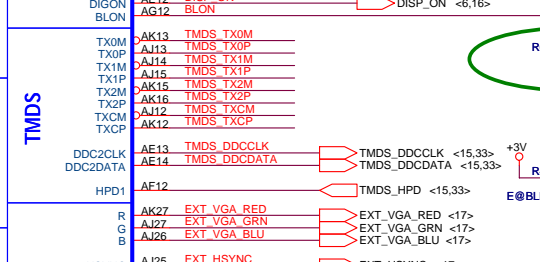 DIGON DISP_ON <6,16>
BLON AG12 BLON
TX0M AK13 TMDS_TX0M
TX0P AJ13 TMDS_TX0P
TX1M AJ14 TMDS_TX1M
TX1P AJ15 TMDS_TX1P
TX2M AK15 TMDS_TX2M
TX2P AK16 TMDS_TX2P
TXCM AJ12 TMDS_TXCM
TXCP AK12 TMDS_TXCP
TMDS
DDC2CLK AE13 TMDS_DDCCLK TMDS_DDCCLK <15,33>
DDC2DATA AE14 TMDS_DDCDATA TMDS_DDCDATA <15,33>
HPD1 AF12 TMDS_HPD <15,33>
R AK27 EXT_VGA_RED EXT_VGA_RED <17>
G AJ27 EXT_VGA_GRN EXT_VGA_GRN <17>
B AJ26 EXT_VGA_BLU EXT_VGA_BLU <17>
AJ25 EXT_HSYNC
R
+3V
R
E@BL